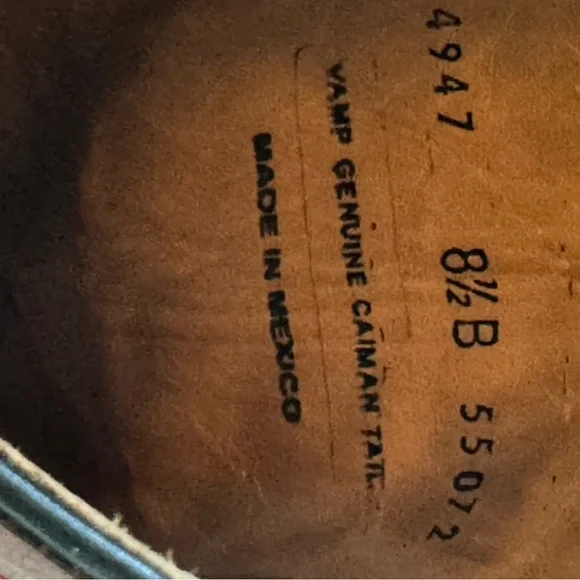 4947 8½B 55072
VAMP GENUINE CAIMAN TAIL
MADE IN MEXICO